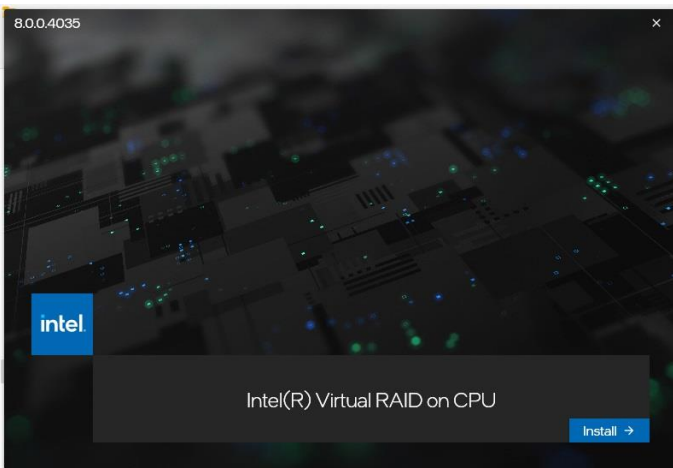 8.0.0.4035
intel.
Intel(R) Virtual RAID on CPU
Install →